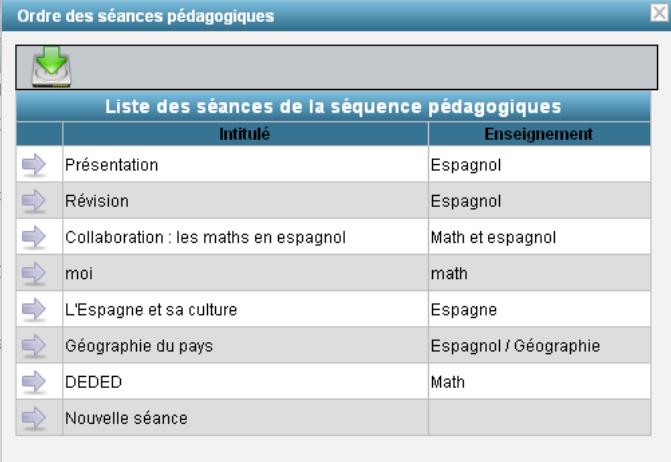 Ordre des séances pédagogiques
Liste des séances de la séquence pédagogiques
Intitulé Enseignement
Présentation Espagnol
Révision Espagnol
Collaboration : les maths en espagnol Math et espagnol
moi math
L'Espagne et sa culture Espagne
Géographie du pays Espagnol / Géographie
DEDED Math
Nouvelle séance